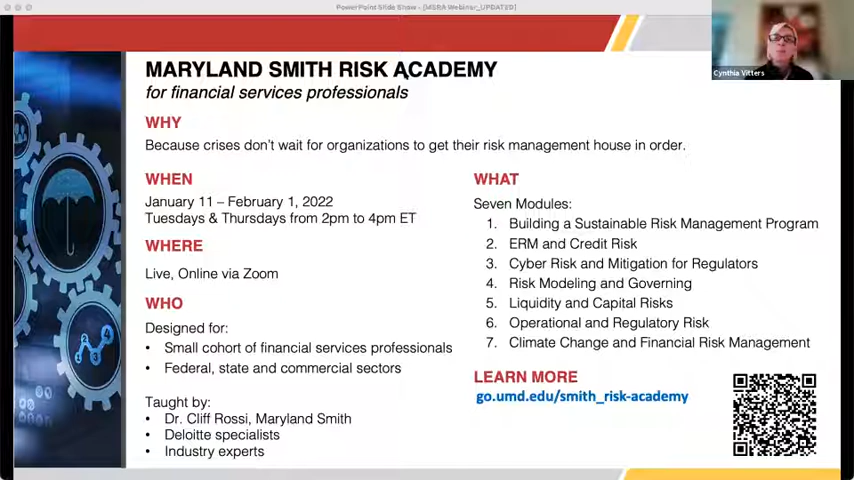 PowerPoint Slide Show - [MSRA Webinar_UPDATED]
Cynthia Vitters
MARYLAND SMITH RISK ACADEMY
for financial services professionals
WHY
Because crises don't wait for organizations to get their risk management house in order.
WHEN
January 11 – February 1, 2022
Tuesdays & Thursdays from 2pm to 4pm ET
WHERE
Live, Online via Zoom
WHO
Designed for:
• Small cohort of financial services professionals
• Federal, state and commercial sectors
Taught by:
• Dr. Cliff Rossi, Maryland Smith
• Deloitte specialists
• Industry experts
WHAT
Seven Modules:
1. Building a Sustainable Risk Management Program
2. ERM and Credit Risk
3. Cyber Risk and Mitigation for Regulators
4. Risk Modeling and Governing
5. Liquidity and Capital Risks
6. Operational and Regulatory Risk
7. Climate Change and Financial Risk Management
LEARN MORE
go.umd.edu/smith_risk-academy